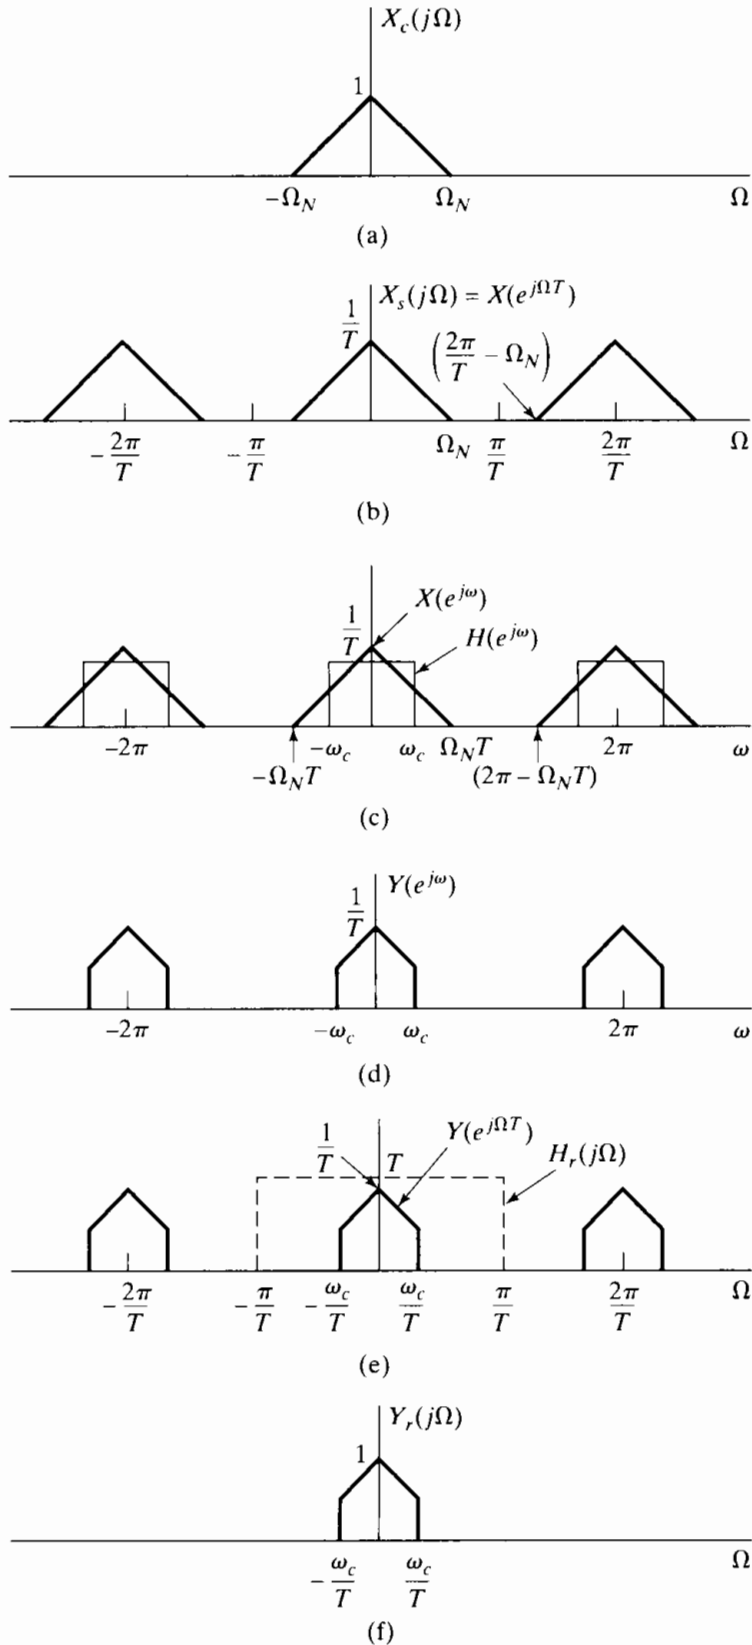 X_c(jΩ)
1
-Ω_N Ω_N Ω
(a)
X_s(jΩ) = X(e^{jΩT})
1/T
(2π/T - Ω_N)
-2π/T -π/T Ω_N π/T 2π/T Ω
(b)
X(e^{jω})
1/T
H(e^{jω})
-2π -ω_c ω_c Ω_N T 2π ω
-Ω_N T (2π - Ω_N T)
(c)
Y(e^{jω})
1/T
-2π -ω_c ω_c 2π ω
(d)
1/T T Y(e^{jΩT}) H_r(jΩ)
-2π/T -π/T -ω_c/T ω_c/T π/T 2π/T Ω
(e)
Y_r(jΩ)
1
-ω_c/T ω_c/T Ω
(f)